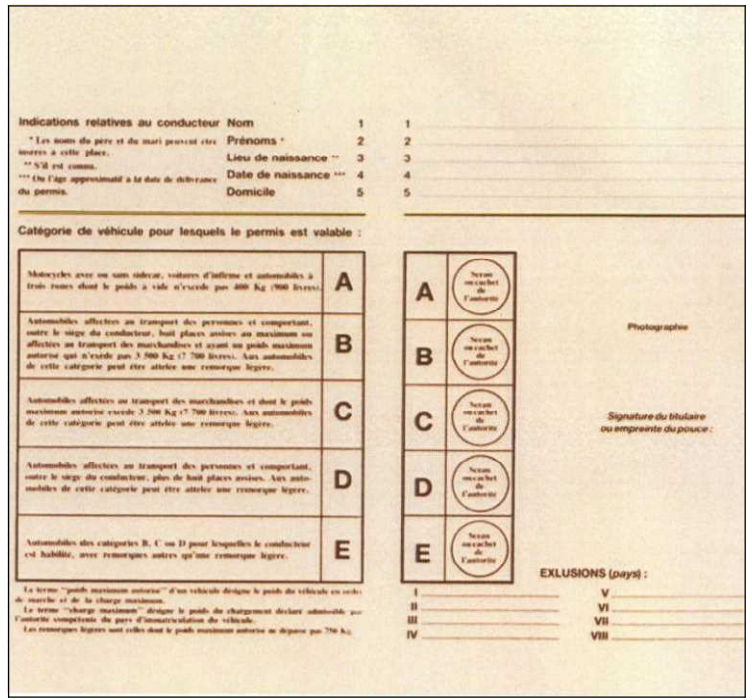 Indications relatives au conducteur
* Les noms du père et du mari peuvent être
insérés à cette place.
** S'il est connu.
*** Ou l'âge approximatif à la date de délivrance
du permis.
Nom 1
Prénoms * 2
Lieu de naissance ** 3
Date de naissance *** 4
Domicile 5
1
2
3
4
5
Catégorie de véhicule pour lesquels le permis est valable :
Motocycles avec ou sans sidecar, voitures d'infirme et automobiles à
trois roues dont le poids à vide n'excède pas 400 Kg (900 livres).
A
Automobiles affectées au transport des personnes et comportant,
outre le siège du conducteur, huit places assises au maximum ou
affectées au transport des marchandises et ayant un poids maximum
autorisé qui n'exède pas 3 500 Kg (7 700 livres). Aux automobiles
de cette catégorie peut être attelée une remorque légère.
B
Automobiles affectées au transport des marchandises et dont le poids
maximum autorisé excède 3 500 Kg (7 700 livres). Aux automobiles
de cette catégorie peut être attelée une remorque légère.
C
Automobiles affectées au transport des personnes et comportant,
outre le siège du conducteur, plus de huit places assises. Aux auto-
mobiles de cette catégorie peut être attelée une remorque légère.
D
Automobiles des catégories B, C ou D pour lesquelles le conducteur
est habilité, avec remorques autres qu'une remorque légère.
E
Le terme "poids maximum autorisé" d'un véhicule désigne le poids du véhicule en ordre
de marche et de la charge maximum.
Le terme "charge maximum" désigne le poids du chargement déclaré admissible par
l'autorité compétente du pays d'immatriculation du véhicule.
Les remorques légères sont celles dont le poids maximum autorisé ne dépasse pas 750 Kg.
A
Sceau
ou cachet
de
l'autorité
B
Sceau
ou cachet
de
l'autorité
C
Sceau
ou cachet
de
l'autorité
D
Sceau
ou cachet
de
l'autorité
E
Sceau
ou cachet
de
l'autorité
Photographie
Signature du titulaire
ou empreinte du pouce :
EXLUSIONS (pays) :
I
II
III
IV
V
VI
VII
VIII